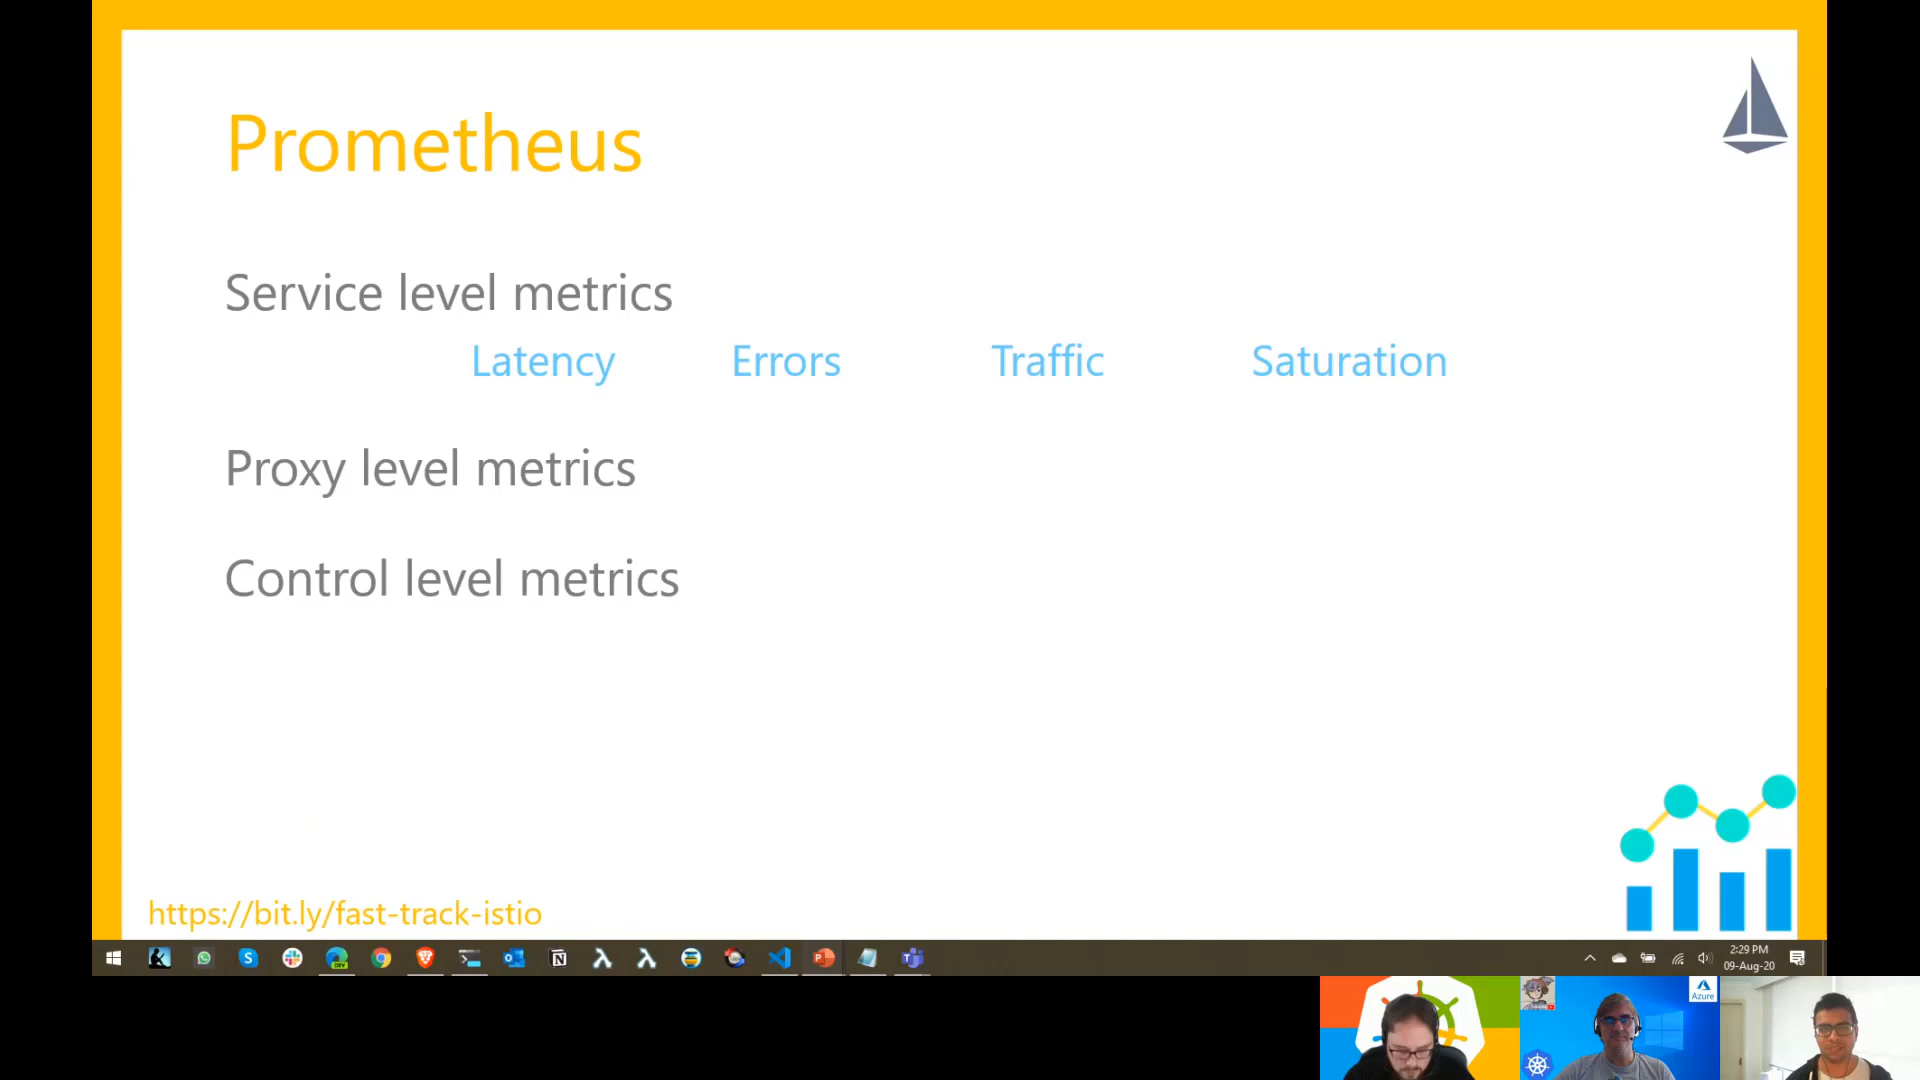 Prometheus
Service level metrics
Latency Errors Traffic Saturation
Proxy level metrics
Control level metrics
https://bit.ly/fast-track-istio
2:29 PM
09-Aug-20
Azure